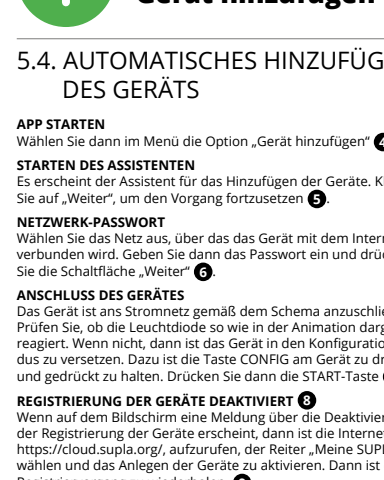 Gerät hinzufügen
5.4. AUTOMATISCHES HINZUFÜG
DES GERÄTS
APP STARTEN
Wählen Sie dann im Menü die Option „Gerät hinzufügen“ 4
STARTEN DES ASSISTENTEN
Es erscheint der Assistent für das Hinzufügen der Geräte. K
Sie auf „Weiter“, um den Vorgang fortzusetzen 5.
NETZWERK-PASSWORT
Wählen Sie das Netz aus, über das das Gerät mit dem Intern
verbunden wird. Geben Sie dann das Passwort ein und drüc
Sie die Schaltfläche „Weiter“ 6.
ANSCHLUSS DES GERÄTES
Das Gerät ist ans Stromnetz gemäß dem Schema anzuschlie
Prüfen Sie, ob die Leuchtdiode so wie in der Animation darg
reagiert. Wenn nicht, dann ist das Gerät in den Konfiguratio
dus zu versetzen. Dazu ist die Taste CONFIG am Gerät zu dr
und gedrückt zu halten. Drücken Sie dann die START-Taste
REGISTRIERUNG DER GERÄTE DEAKTIVIERT 8
Wenn auf dem Bildschirm eine Meldung über die Deaktivier
der Registrierung der Geräte erscheint, dann ist die Internet
https://cloud.supla.org/, aufzurufen, der Reiter „Meine SUPL
wählen und das Anlegen der Geräte zu aktivieren. Dann ist